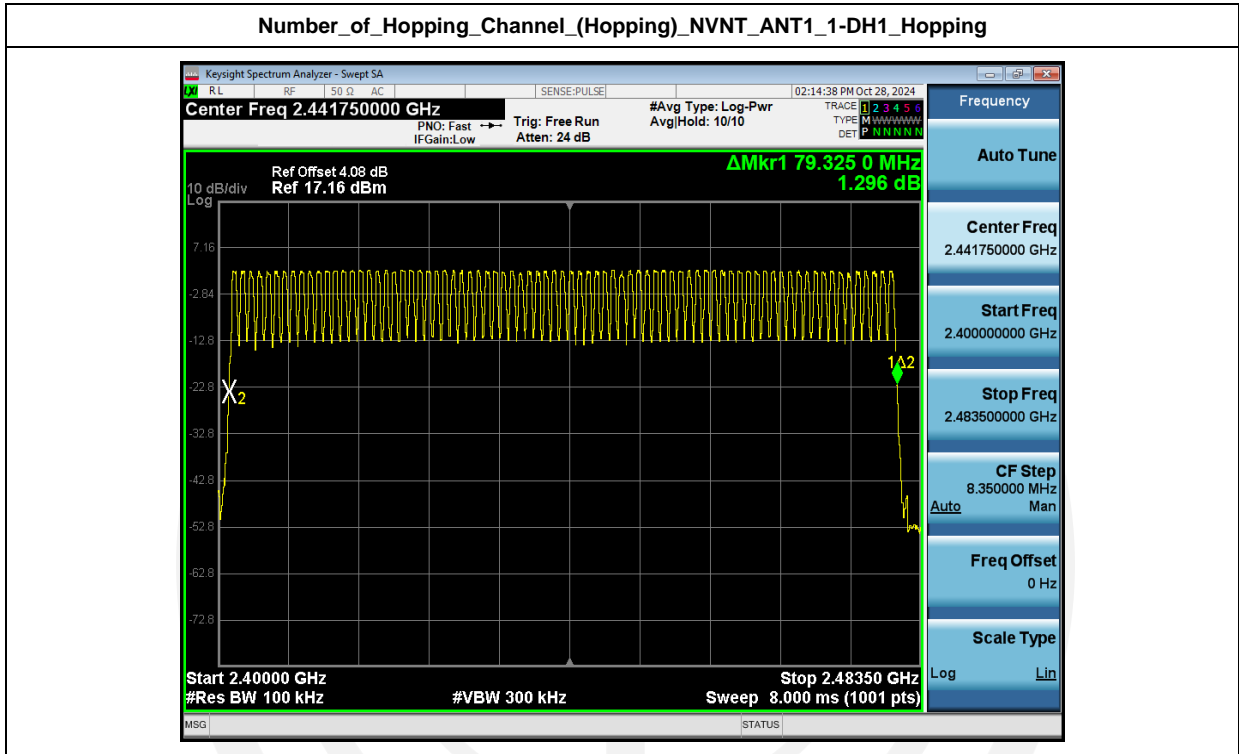 Number_of_Hopping_Channel_(Hopping)_NVNT_ANT1_1-DH1_Hopping
Keysight Spectrum Analyzer - Swept SA
LXI RL RF 50 Ω AC SENSE:PULSE 02:14:38 PM Oct 28, 2024
Center Freq 2.441750000 GHz
PNO: Fast
IFGain:Low
Trig: Free Run
Atten: 24 dB
#Avg Type: Log-Pwr
Avg|Hold: 10/10
TRACE 1 2 3 4 5 6
TYPE M WWWWW
DET P N N N N N
Frequency
Auto Tune
Center Freq
2.441750000 GHz
Start Freq
2.400000000 GHz
Stop Freq
2.483500000 GHz
CF Step
8.350000 MHz
Auto Man
Freq Offset
0 Hz
Scale Type
Log Lin
ΔMkr1 79.325 0 MHz
1.296 dB
Ref Offset 4.08 dB
10 dB/div Ref 17.16 dBm
Log
7.16
-2.84
-12.8
1Δ2
-22.8
2
-32.8
-42.8
-52.8
-62.8
-72.8
Start 2.40000 GHz Stop 2.48350 GHz
#Res BW 100 kHz #VBW 300 kHz Sweep 8.000 ms (1001 pts)
MSG STATUS